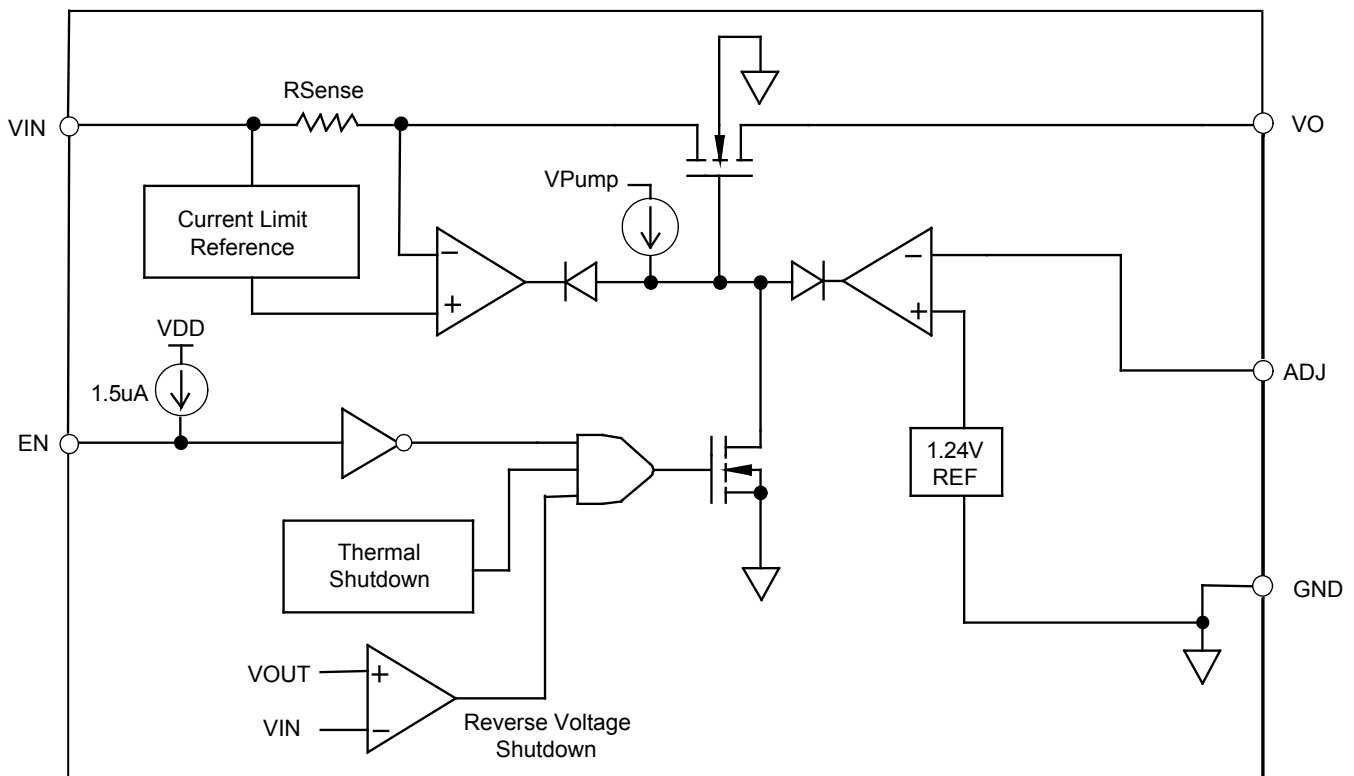 RSense
VIN
VO
VPump
Current Limit
Reference
−
+
−
+
VDD
1.5uA
ADJ
EN
1.24V
REF
Thermal
Shutdown
GND
VOUT
+
VIN
−
Reverse Voltage
Shutdown